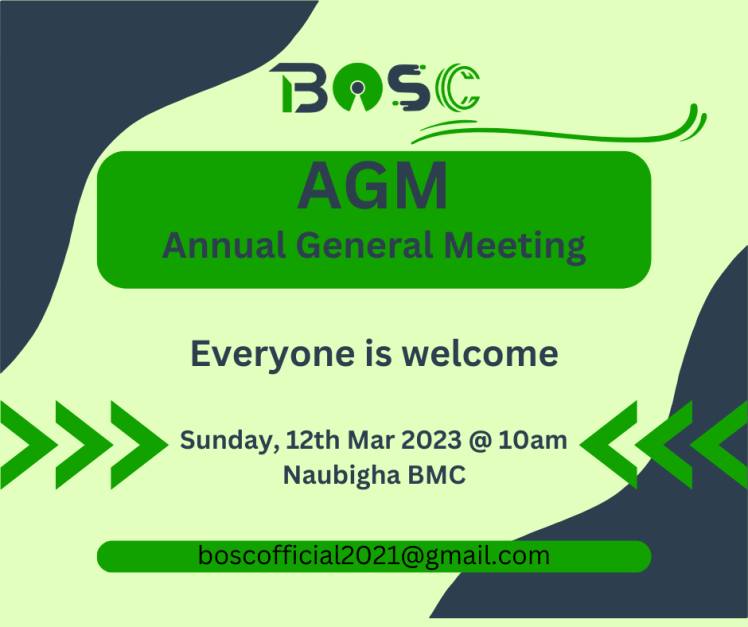 BOSC
AGM
Annual General Meeting
Everyone is welcome
Sunday, 12th Mar 2023 @ 10am
Naubigha BMC
boscofficial2021@gmail.com